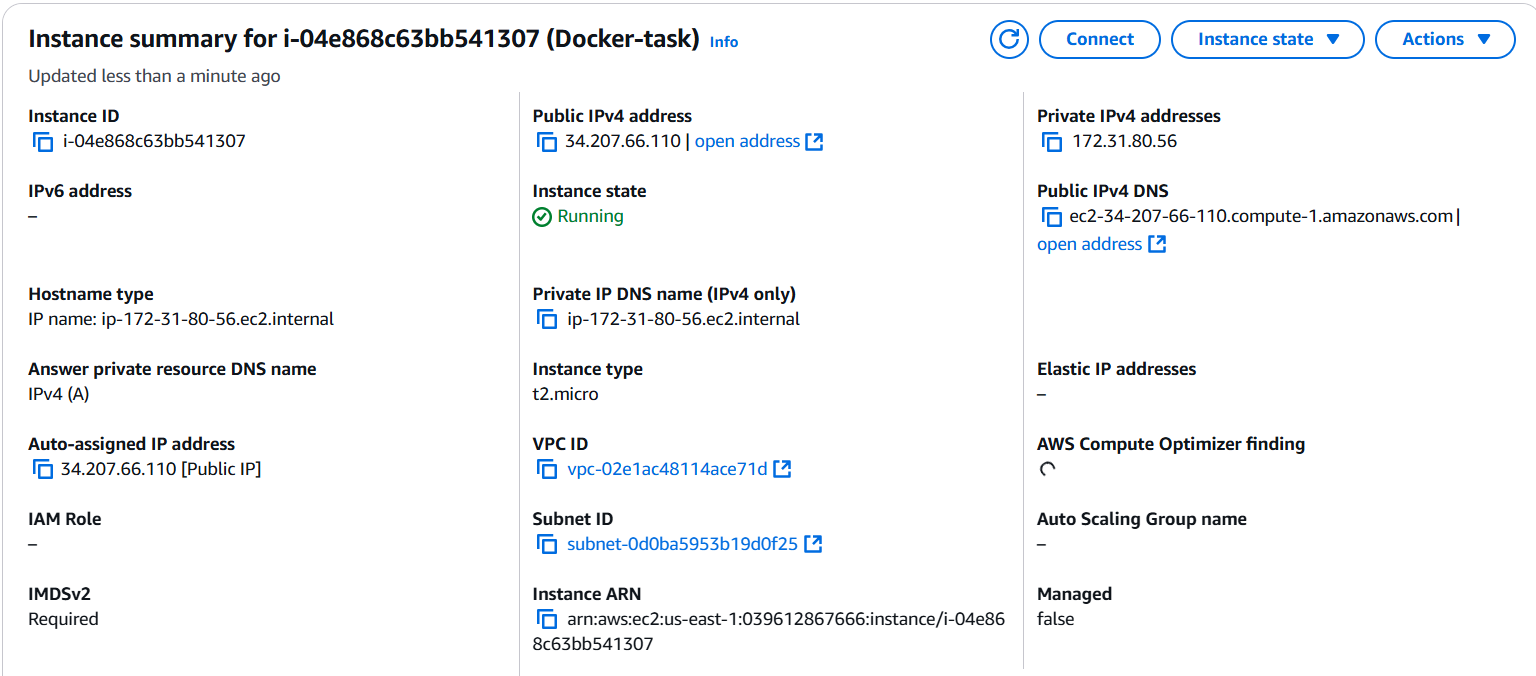 Instance summary for i-04e868c63bb541307 (Docker-task) Info
Connect
Instance state
Actions
Updated less than a minute ago
Instance ID
i-04e868c63bb541307
Public IPv4 address
34.207.66.110 | open address
Private IPv4 addresses
172.31.80.56
IPv6 address
–
Instance state
Running
Public IPv4 DNS
ec2-34-207-66-110.compute-1.amazonaws.com |
open address
Hostname type
IP name: ip-172-31-80-56.ec2.internal
Private IP DNS name (IPv4 only)
ip-172-31-80-56.ec2.internal
Answer private resource DNS name
IPv4 (A)
Instance type
t2.micro
Elastic IP addresses
–
Auto-assigned IP address
34.207.66.110 [Public IP]
VPC ID
vpc-02e1ac48114ace71d
AWS Compute Optimizer finding
IAM Role
–
Subnet ID
subnet-0d0ba5953b19d0f25
Auto Scaling Group name
–
IMDSv2
Required
Instance ARN
arn:aws:ec2:us-east-1:039612867666:instance/i-04e86
8c63bb541307
Managed
false